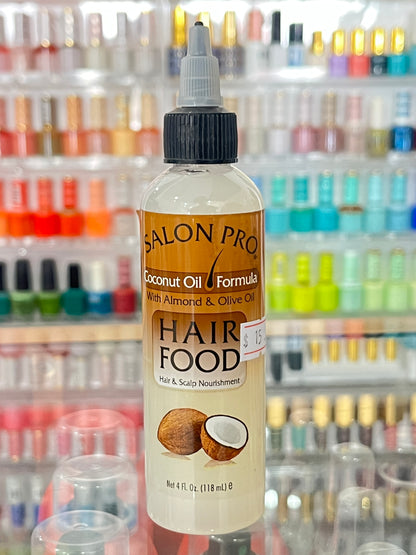 SALON PRO
Coconut Oil Formula
With Almond & Olive Oil
HAIR
FOOD
$ 15
Hair & Scalp Nourishment
Net 4 Fl. Oz. (118 mL) e